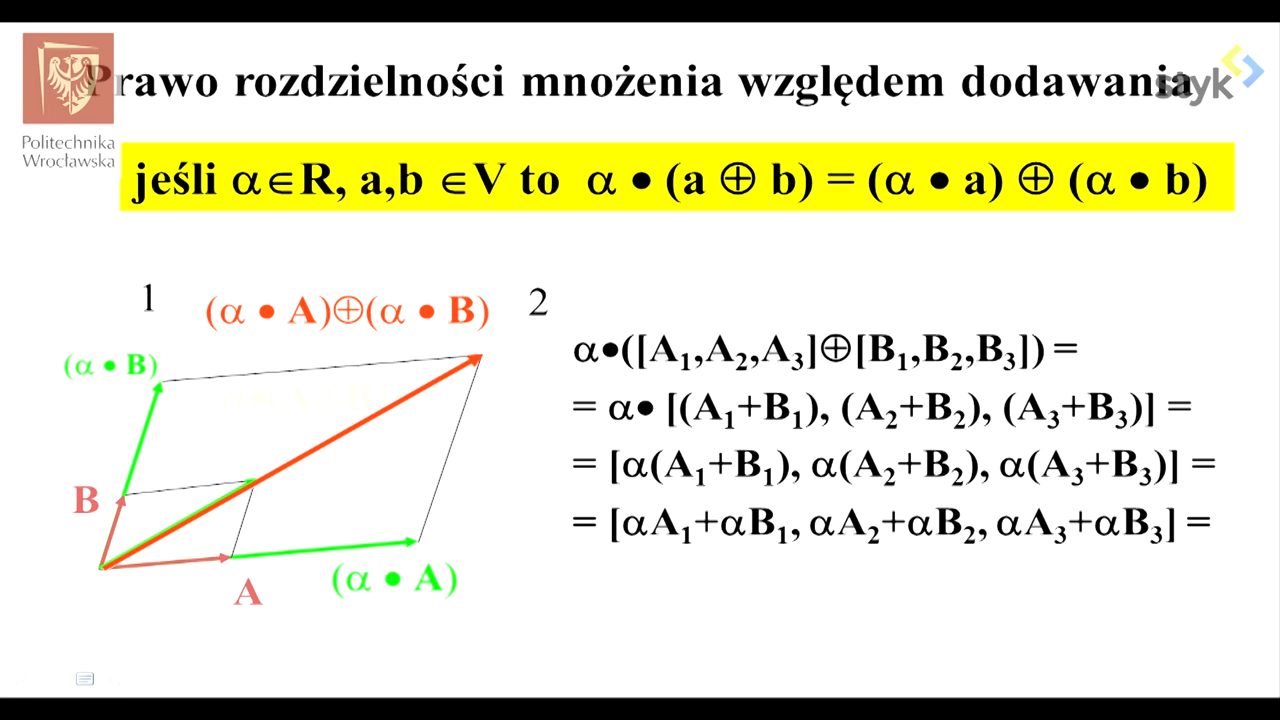 Prawo rozdzielności mnożenia względem dodawania
styk
Politechnika
Wrocławska
jeśli α∈R, a,b ∈V to α • (a ⊕ b) = (α • a) ⊕ (α • b)
1
(α • A)⊕(α • B)
2
(α • B)
α•([A₁,A₂,A₃]⊕[B₁,B₂,B₃]) =
= α• [(A₁+B₁), (A₂+B₂), (A₃+B₃)] =
= [α(A₁+B₁), α(A₂+B₂), α(A₃+B₃)] =
B
= [αA₁+αB₁, αA₂+αB₂, αA₃+αB₃] =
A
(α • A)